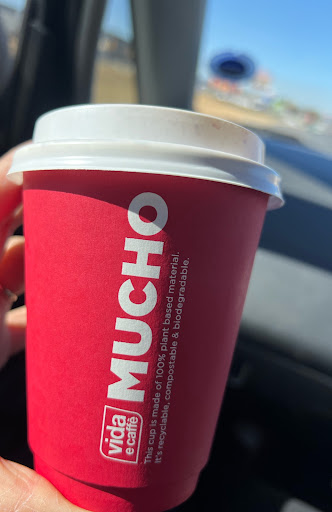 vida
e caffè
MUCHO
This cup is made of 100% plant based material.
It's recyclable, compostable & biodegradable.